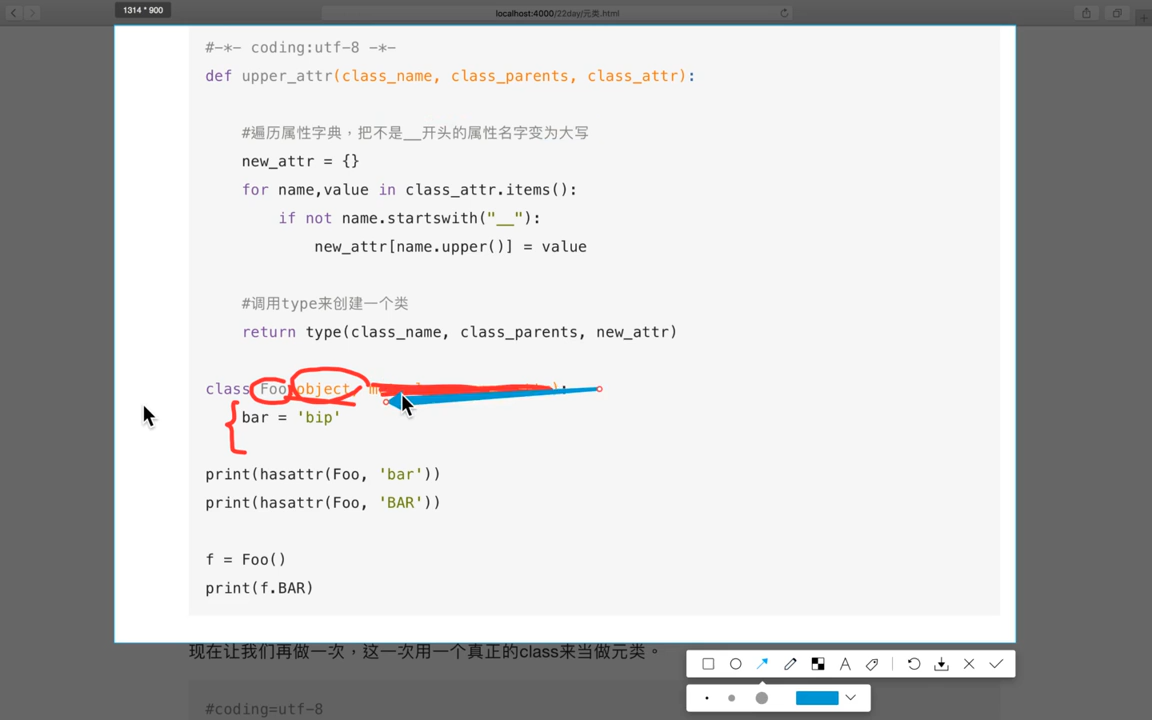 1314 * 900
localhost:4000/22day/元类.html
#-*- coding:utf-8 -*-
def upper_attr(class_name, class_parents, class_attr):
#遍历属性字典，把不是__开头的属性名字变为大写
new_attr = {}
for name,value in class_attr.items():
if not name.startswith("__"):
new_attr[name.upper()] = value
#调用type来创建一个类
return type(class_name, class_parents, new_attr)
class Foo(object, :
bar = 'bip'
print(hasattr(Foo, 'bar'))
print(hasattr(Foo, 'BAR'))
f = Foo()
print(f.BAR)
现在让我们再做一次，这一次用一个真正的class来当做元类。
A
#coding=utf-8